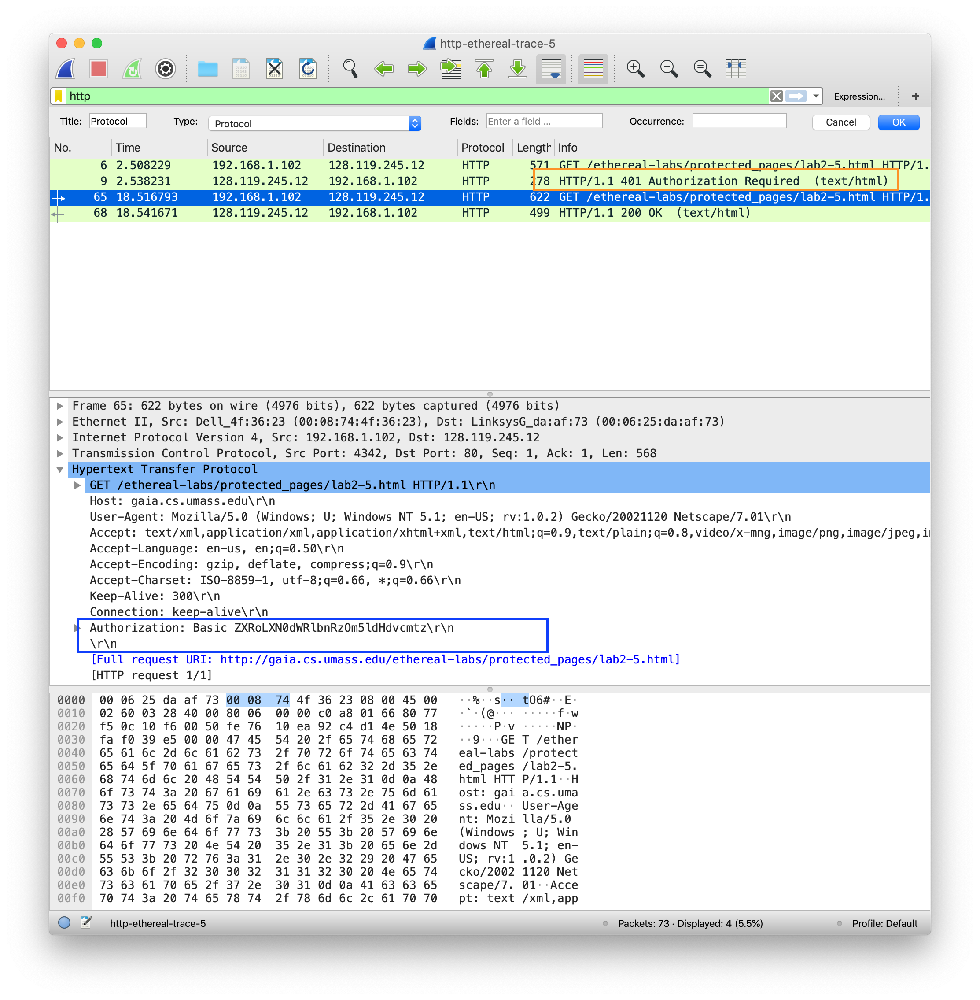 http-ethereal-trace-5
http
Expression...
+
Title: Protocol Type: Protocol Fields: Enter a field ... Occurrence: Cancel OK
No. Time Source Destination Protocol Length Info
6 2.508229 192.168.1.102 128.119.245.12 HTTP 571 GET /ethereal-labs/protected_pages/lab2-5.html HTTP/1.
9 2.538231 128.119.245.12 192.168.1.102 HTTP 278 HTTP/1.1 401 Authorization Required (text/html)
65 18.516793 192.168.1.102 128.119.245.12 HTTP 622 GET /ethereal-labs/protected_pages/lab2-5.html HTTP/1.
68 18.541671 128.119.245.12 192.168.1.102 HTTP 499 HTTP/1.1 200 OK (text/html)
Frame 65: 622 bytes on wire (4976 bits), 622 bytes captured (4976 bits)
Ethernet II, Src: Dell_4f:36:23 (00:08:74:4f:36:23), Dst: LinksysG_da:af:73 (00:06:25:da:af:73)
Internet Protocol Version 4, Src: 192.168.1.102, Dst: 128.119.245.12
Transmission Control Protocol, Src Port: 4342, Dst Port: 80, Seq: 1, Ack: 1, Len: 568
Hypertext Transfer Protocol
GET /ethereal-labs/protected_pages/lab2-5.html HTTP/1.1\r\n
Host: gaia.cs.umass.edu\r\n
User-Agent: Mozilla/5.0 (Windows; U; Windows NT 5.1; en-US; rv:1.0.2) Gecko/20021120 Netscape/7.01\r\n
Accept: text/xml,application/xml,application/xhtml+xml,text/html;q=0.9,text/plain;q=0.8,video/x-mng,image/png,image/jpeg,i
Accept-Language: en-us, en;q=0.50\r\n
Accept-Encoding: gzip, deflate, compress;q=0.9\r\n
Accept-Charset: ISO-8859-1, utf-8;q=0.66, *;q=0.66\r\n
Keep-Alive: 300\r\n
Connection: keep-alive\r\n
Authorization: Basic ZXRoLXN0dWRlbnRzOm5ldHdvcmtz\r\n
\r\n
[Full request URI: http://gaia.cs.umass.edu/ethereal-labs/protected_pages/lab2-5.html]
[HTTP request 1/1]
0000 00 06 25 da af 73 00 08 74 4f 36 23 08 00 45 00 ··%··s·· tO6#··E·
0010 02 60 03 28 40 00 80 06 00 00 c0 a8 01 66 80 77 ·`·(@··· ·····f·w
0020 f5 0c 10 f6 00 50 fe 76 10 ea 92 c4 d1 4e 50 18 ·····P·v ·····NP·
0030 fa f0 39 e5 00 00 47 45 54 20 2f 65 74 68 65 72 ··9···GE T /ether
0040 65 61 6c 2d 6c 61 62 73 2f 70 72 6f 74 65 63 74 eal-labs /protect
0050 65 64 5f 70 61 67 65 73 2f 6c 61 62 32 2d 35 2e ed_pages /lab2-5.
0060 68 74 6d 6c 20 48 54 54 50 2f 31 2e 31 0d 0a 48 html HTT P/1.1··H
0070 6f 73 74 3a 20 67 61 69 61 2e 63 73 2e 75 6d 61 ost: gai a.cs.uma
0080 73 73 2e 65 64 75 0d 0a 55 73 65 72 2d 41 67 65 ss.edu·· User-Age
0090 6e 74 3a 20 4d 6f 7a 69 6c 6c 61 2f 35 2e 30 20 nt: Mozi lla/5.0
00a0 28 57 69 6e 64 6f 77 73 3b 20 55 3b 20 57 69 6e (Windows ; U; Win
00b0 64 6f 77 73 20 4e 54 20 35 2e 31 3b 20 65 6e 2d dows NT 5.1; en-
00c0 55 53 3b 20 72 76 3a 31 2e 30 2e 32 29 20 47 65 US; rv:1 .0.2) Ge
00d0 63 6b 6f 2f 32 30 30 32 31 31 32 30 20 4e 65 74 cko/2002 1120 Net
00e0 73 63 61 70 65 2f 37 2e 30 31 0d 0a 41 63 63 65 scape/7. 01··Acce
00f0 70 74 3a 20 74 65 78 74 2f 78 6d 6c 2c 61 70 70 pt: text /xml,app
http-ethereal-trace-5 Packets: 73 · Displayed: 4 (5.5%) Profile: Default